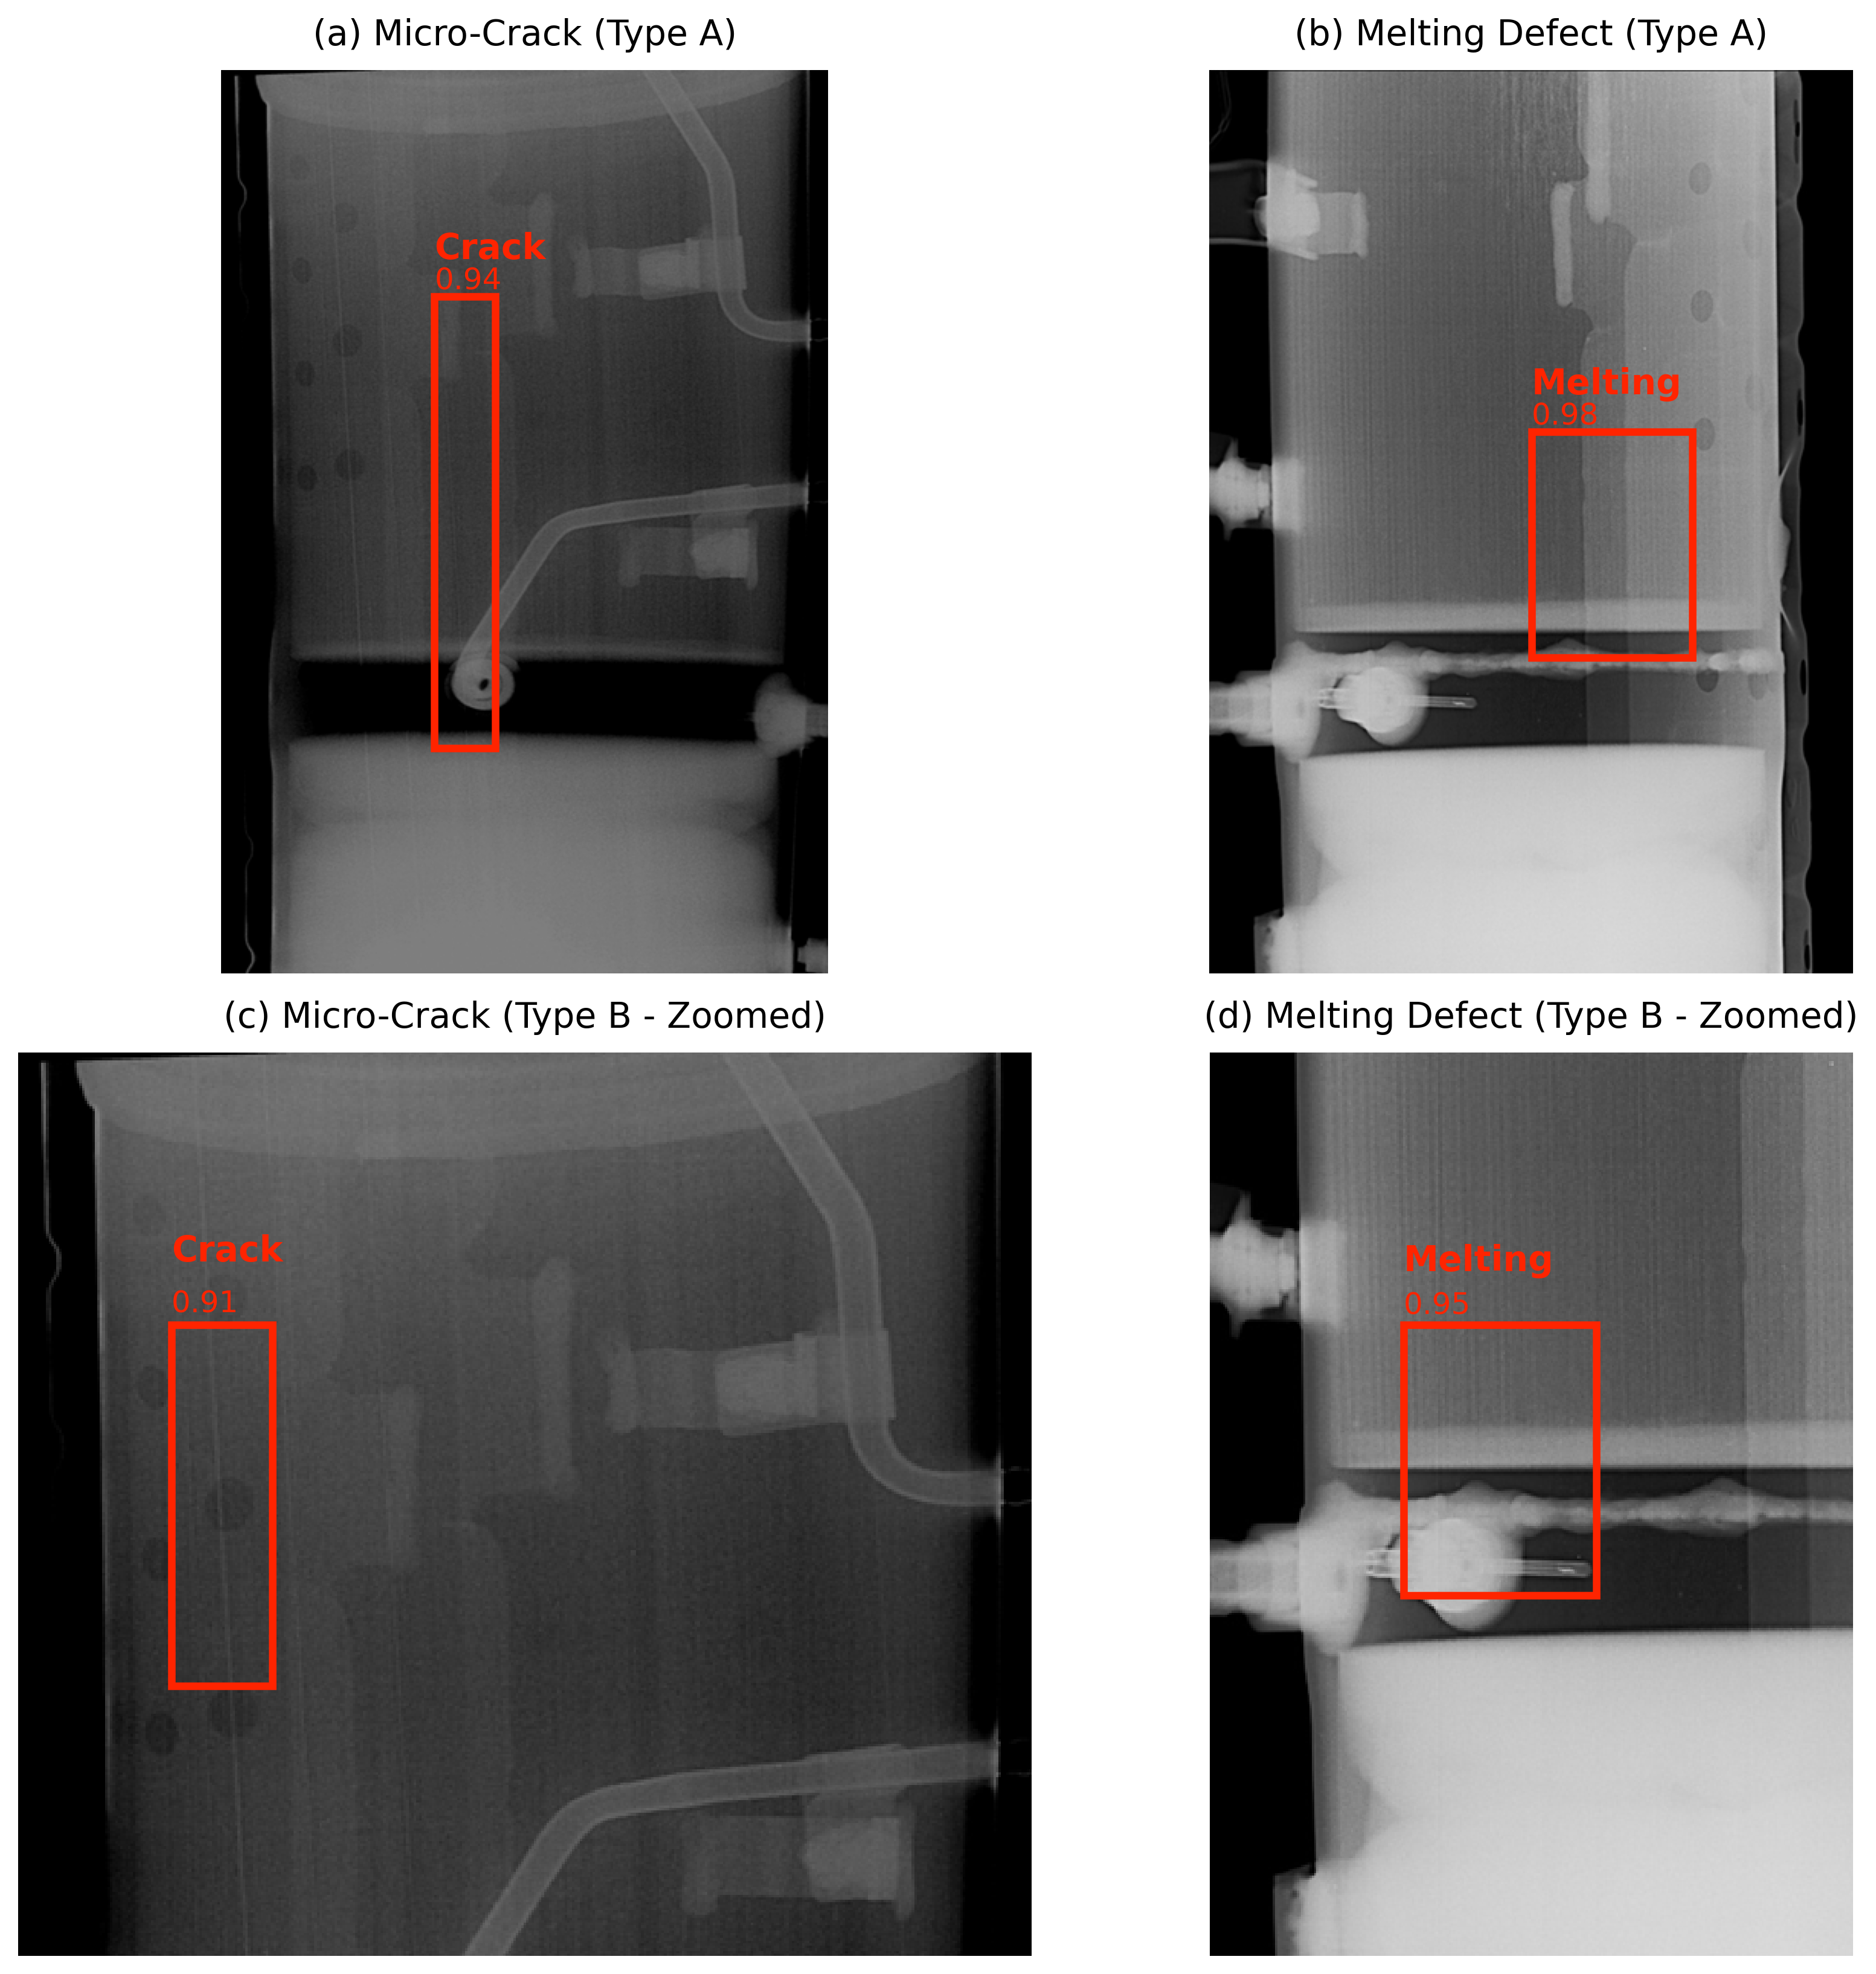 (a) Micro-Crack (Type A)
(b) Melting Defect (Type A)
Crack
0.94
Melting
0.98
(c) Micro-Crack (Type B - Zoomed)
(d) Melting Defect (Type B - Zoomed)
Crack
0.91
Melting
0.95